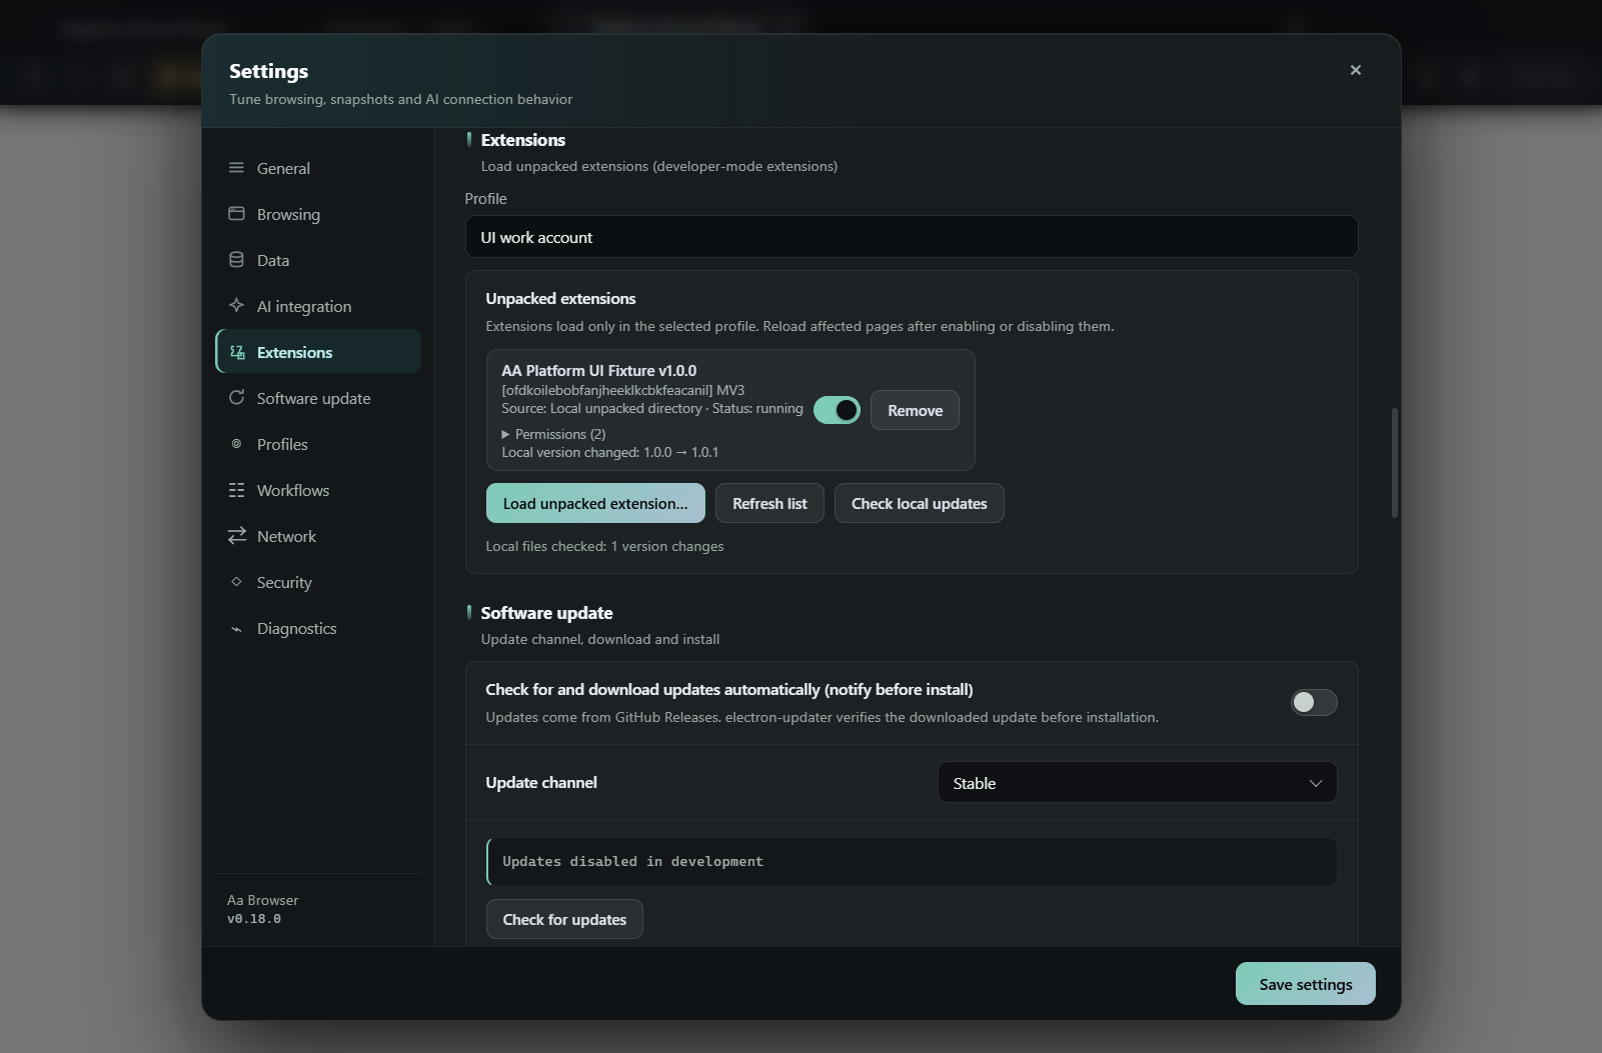 Settings
Tune browsing, snapshots and AI connection behavior
General
Browsing
Data
AI integration
Extensions
Software update
Profiles
Workflows
Network
Security
Diagnostics
Aa Browser
v0.18.0
Extensions
Load unpacked extensions (developer-mode extensions)
Profile
UI work account
Unpacked extensions
Extensions load only in the selected profile. Reload affected pages after enabling or disabling them.
AA Platform UI Fixture v1.0.0
[ofdkoilebobfanjheeklkcbkfeacanil] MV3
Source: Local unpacked directory · Status: running
Permissions (2)
Local version changed: 1.0.0 → 1.0.1
Remove
Load unpacked extension...
Refresh list
Check local updates
Local files checked: 1 version changes
Software update
Update channel, download and install
Check for and download updates automatically (notify before install)
Updates come from GitHub Releases. electron-updater verifies the downloaded update before installation.
Update channel
Stable
Updates disabled in development
Check for updates
Save settings